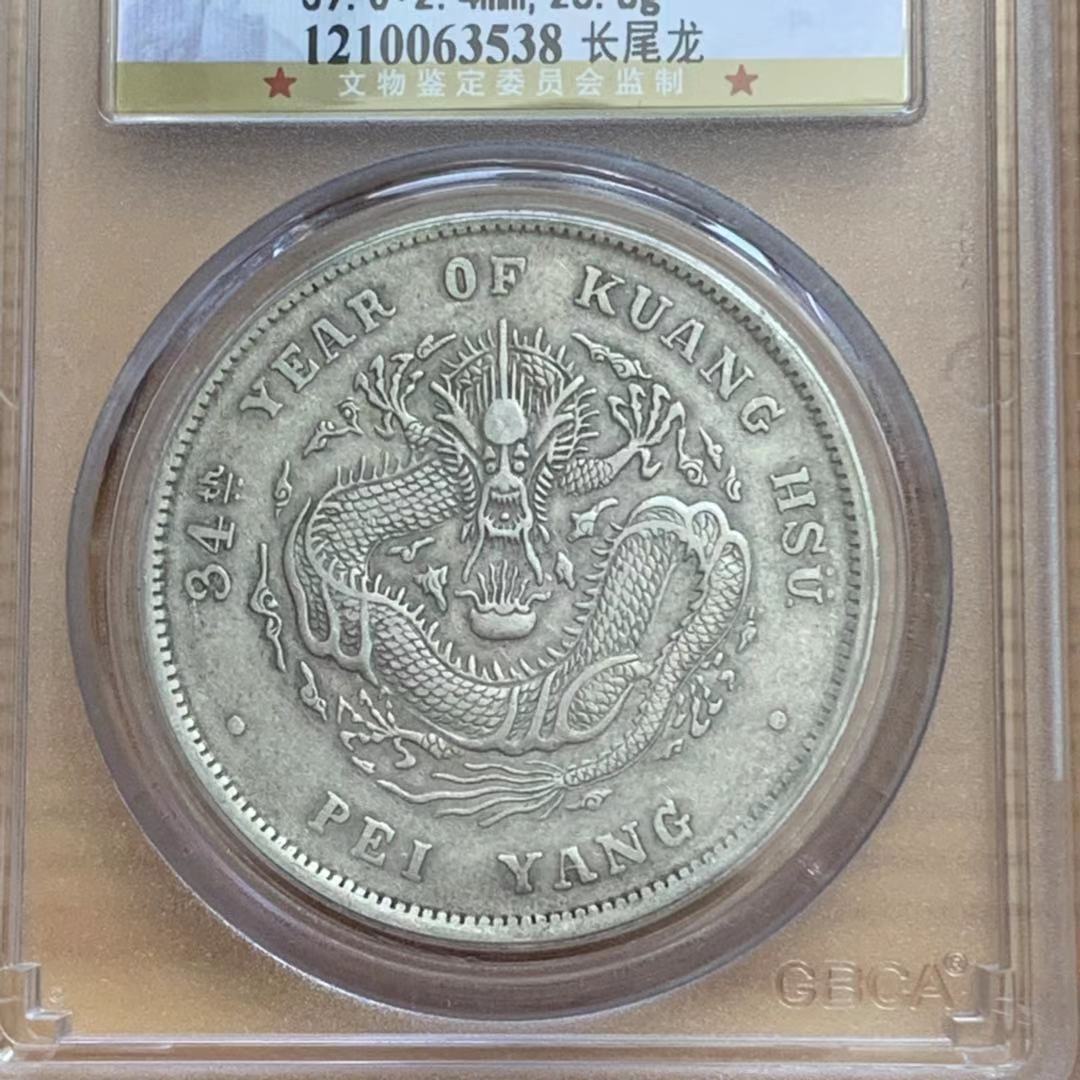 1210063538 长尾龙
文物鉴定委员会监制
34TH YEAR OF KUANG HSÜ
PEI YANG
GBCA®